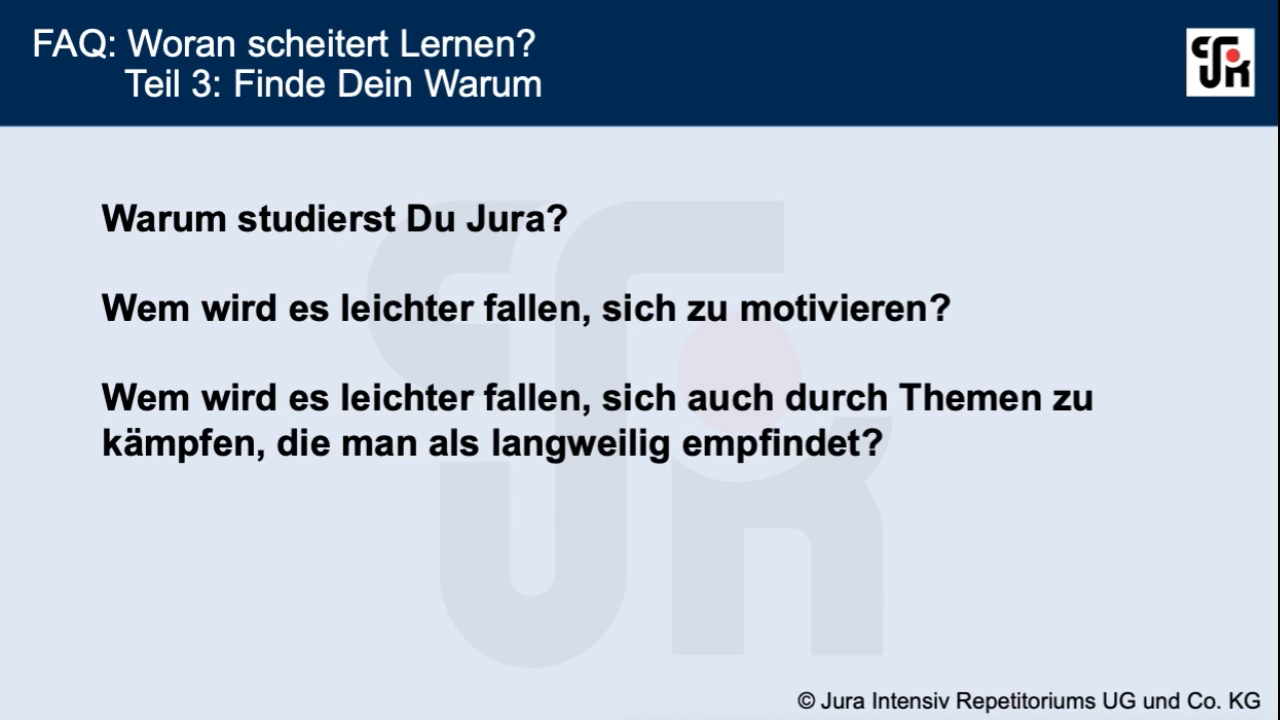 FAQ: Woran scheitert Lernen?
Teil 3: Finde Dein Warum
Warum studierst Du Jura?
Wem wird es leichter fallen, sich zu motivieren?
Wem wird es leichter fallen, sich auch durch Themen zu
kämpfen, die man als langweilig empfindet?
© Jura Intensiv Repetitoriums UG und Co. KG